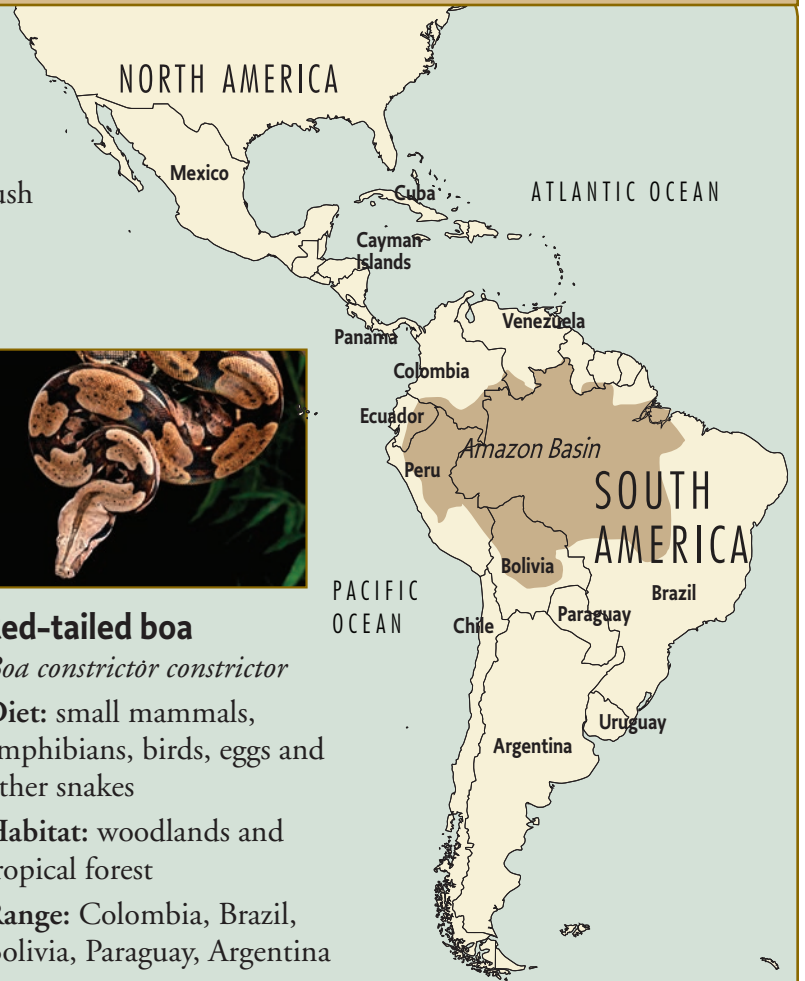 NORTH AMERICA
Mexico
ush
Cuba
ATLANTIC OCEAN
Cayman
Islands
Venezuela
Panama
Colombia
Ecuador
Amazon Basin
Peru
SOUTH
AMERICA
Bolivia
Brazil
PACIFIC
OCEAN
Paraguay
Chile
Uruguay
Argentina
ed-tailed boa
Boa constrictor constrictor
Diet: small mammals,
mphibians, birds, eggs and
ther snakes
Habitat: woodlands and
ropical forest
Range: Colombia, Brazil,
olivia, Paraguay, Argentina